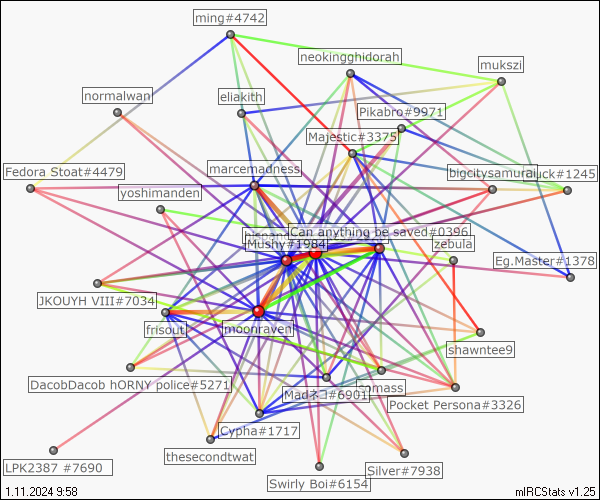 ming#4742
neokingghidorah
mukszi
normalwan
eliakith
Pikabro#9971
Majestic#3375
Fedora Stoat#4479
marcemadness
bigcitysamurai
uck#1245
yoshimanden
Can anything be saved#0396
Mushy#1984
zebula
Eg.Master#1378
JKOUYH VIII#7034
frisout
moonraven
shawntee9
DacobDacob hORNY police#5271
Madネコ#6901
omass
Pocket Persona#3326
Cypha#1717
thesecondtwat
LPK2387 #7690
Swirly Boi#6154
Silver#7938
1.11.2024 9:58
mIRCStats v1.25